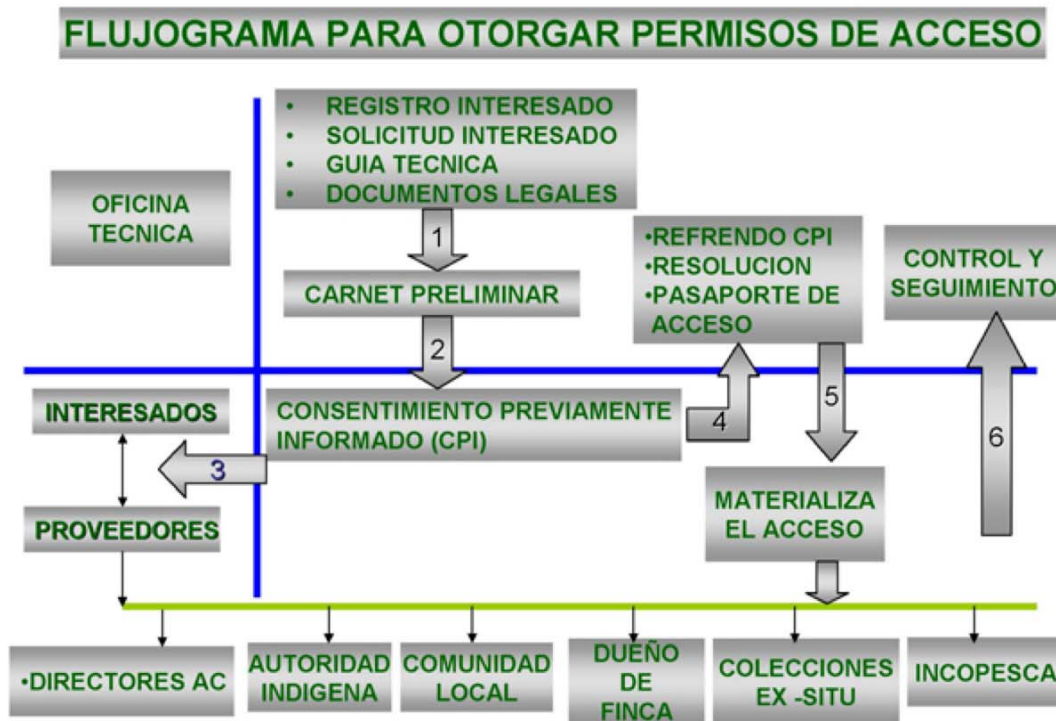 FLUJOGRAMA PARA OTORGAR PERMISOS DE ACCESO
• REGISTRO INTERESADO
• SOLICITUD INTERESADO
• GUIA TECNICA
• DOCUMENTOS LEGALES
OFICINA
TECNICA
1
CARNET PRELIMINAR
2
•REFRENDO CPI
•RESOLUCION
•PASAPORTE DE
ACCESO
CONTROL Y
SEGUIMIENTO
INTERESADOS
CONSENTIMIENTO PREVIAMENTE
INFORMADO (CPI)
3
4
5
6
PROVEEDORES
MATERIALIZA
EL ACCESO
•DIRECTORES AC
AUTORIDAD
INDIGENA
COMUNIDAD
LOCAL
DUEÑO
DE
FINCA
COLECCIONES
EX -SITU
INCOPESCA